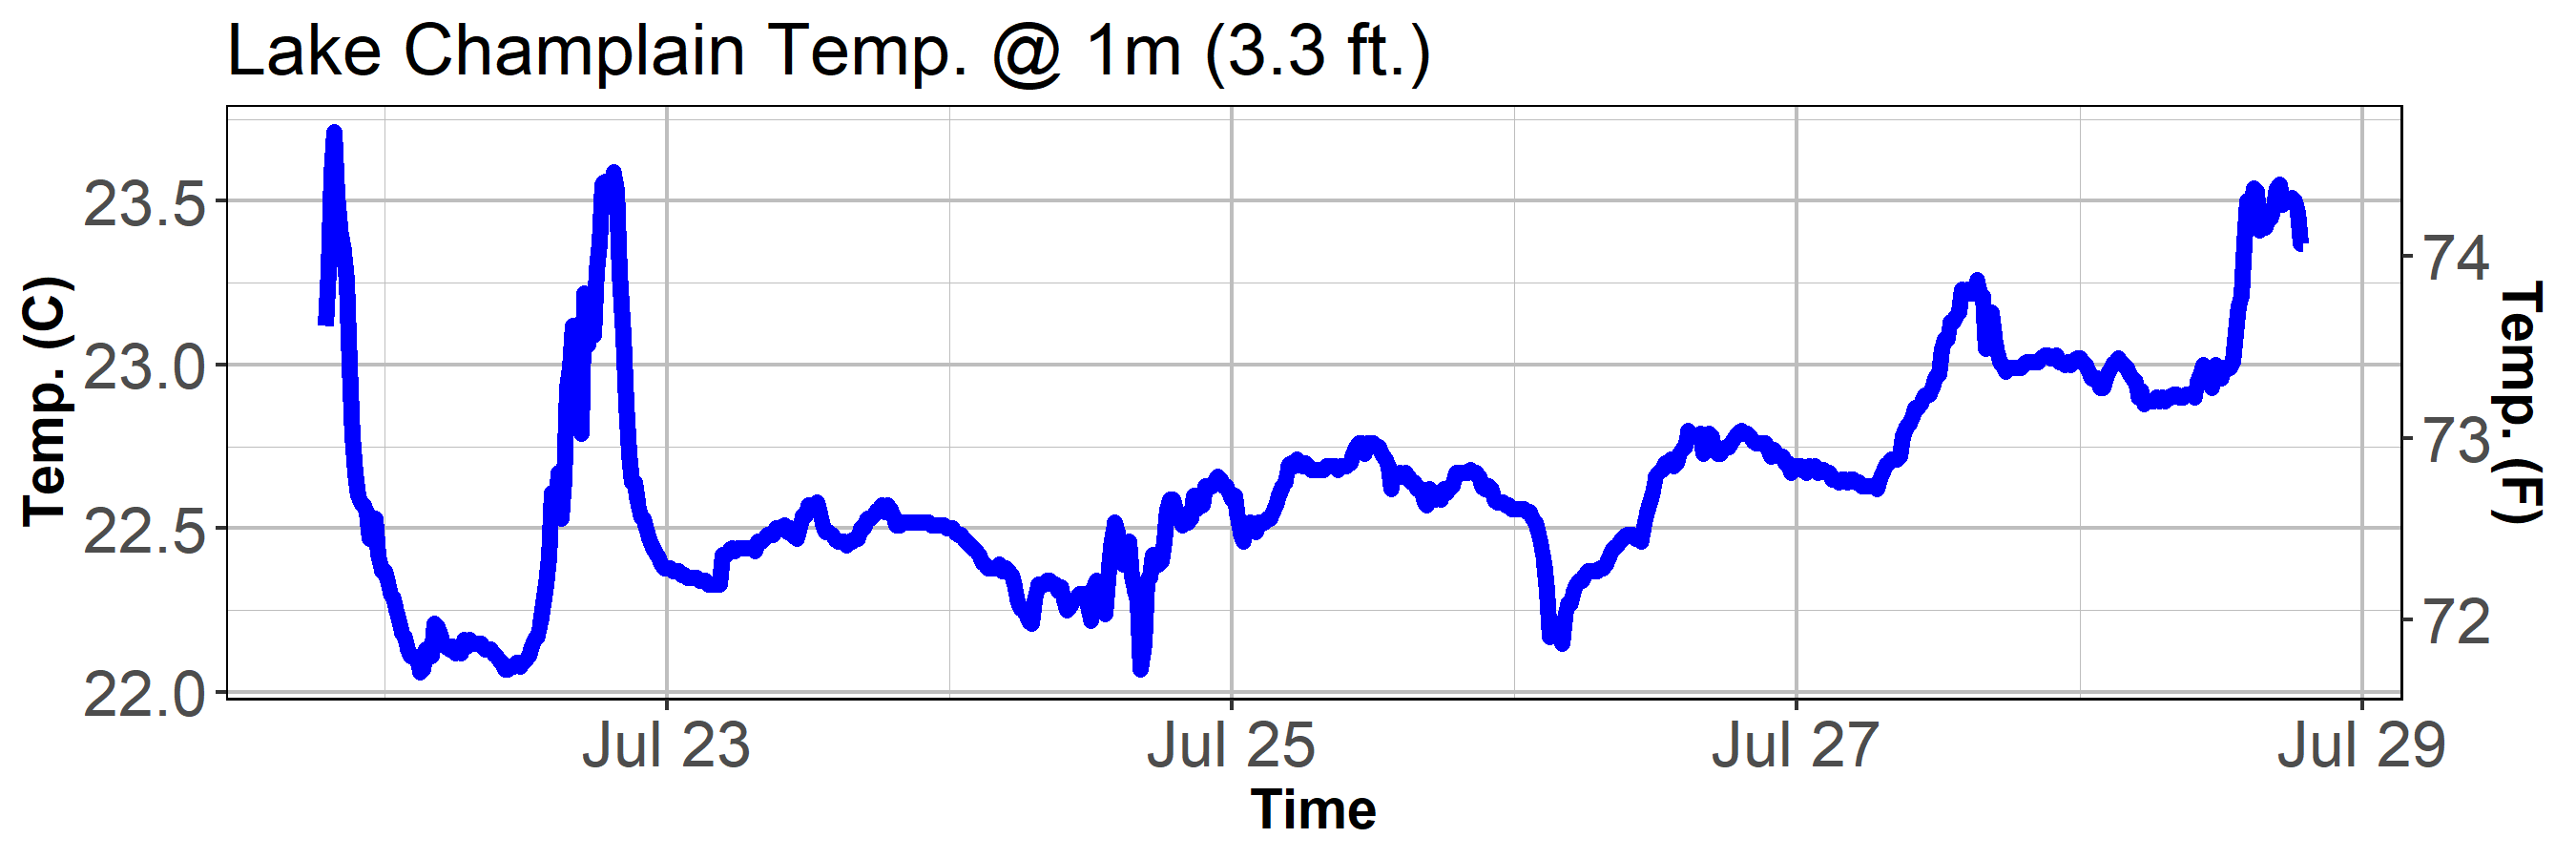 Lake Champlain Temp. @ 1m (3.3 ft.)
Temp. (C)
23.5
23.0
22.5
22.0
74
73
72
Temp. (F)
Jul 23 Jul 25 Jul 27 Jul 29
Time